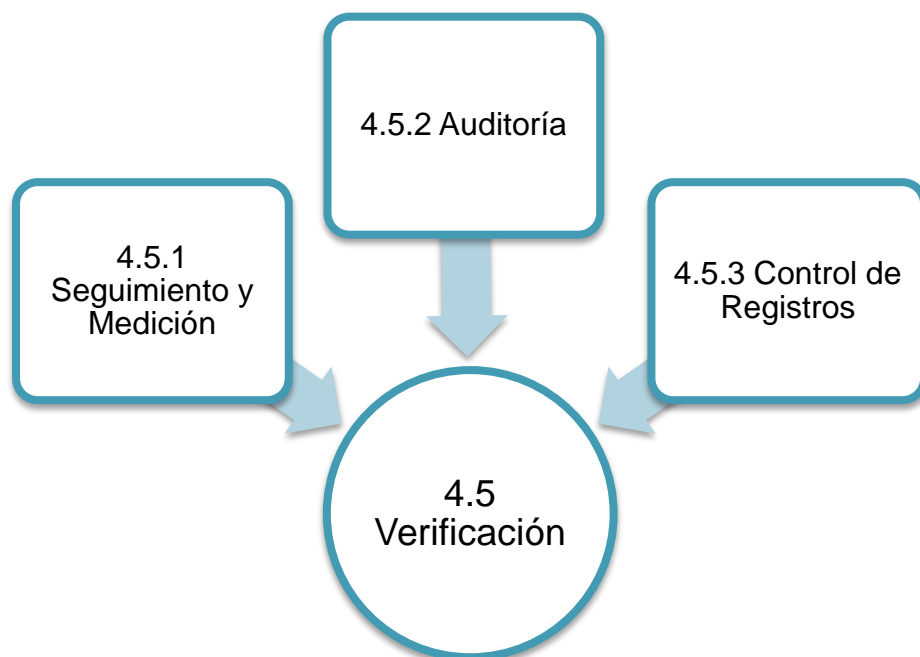 4.5.2 Auditoría
4.5.1
Seguimiento y
Medición
4.5.3 Control de
Registros
4.5
Verificación